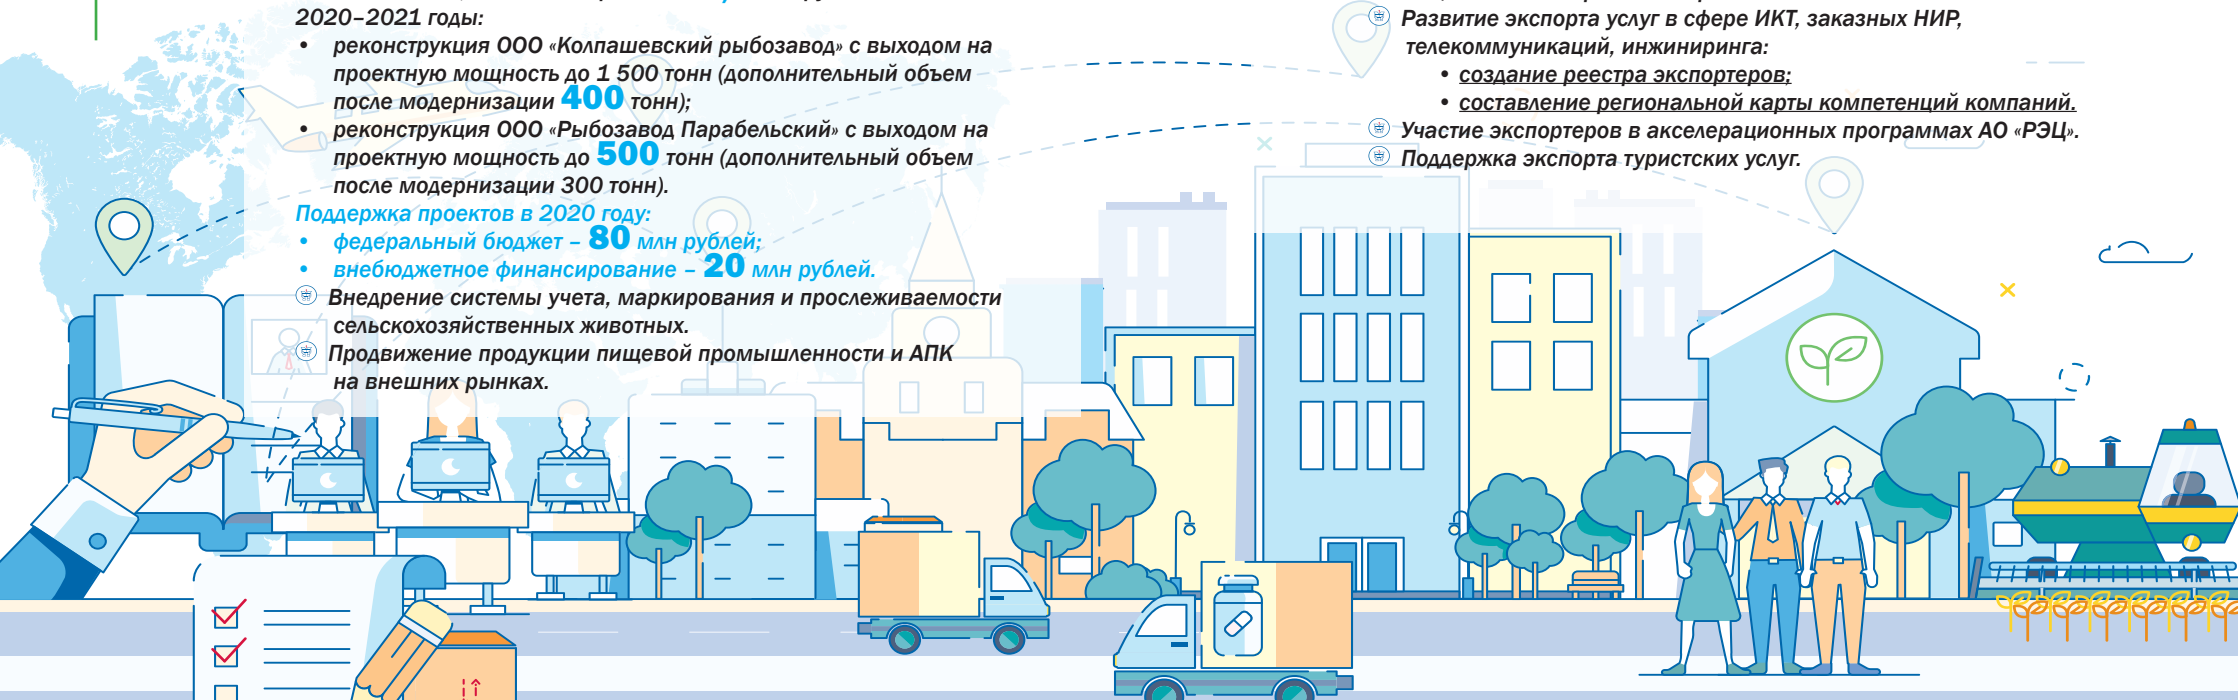 2020–2021 годы:
• реконструкция ООО «Колпашевский рыбозавод» с выходом на
проектную мощность до 1 500 тонн (дополнительный объем
после модернизации 400 тонн);
• реконструкция ООО «Рыбозавод Парабельский» с выходом на
проектную мощность до 500 тонн (дополнительный объем
после модернизации 300 тонн).
Поддержка проектов в 2020 году:
• федеральный бюджет – 80 млн рублей;
• внебюджетное финансирование – 20 млн рублей.
Внедрение системы учета, маркирования и прослеживаемости
сельскохозяйственных животных.
Продвижение продукции пищевой промышленности и АПК
на внешних рынках.
Развитие экспорта услуг в сфере ИКТ, заказных НИР,
телекоммуникаций, инжиниринга:
• создание реестра экспортеров;
• составление региональной карты компетенций компаний.
Участие экспортеров в акселерационных программах АО «РЭЦ».
Поддержка экспорта туристских услуг.